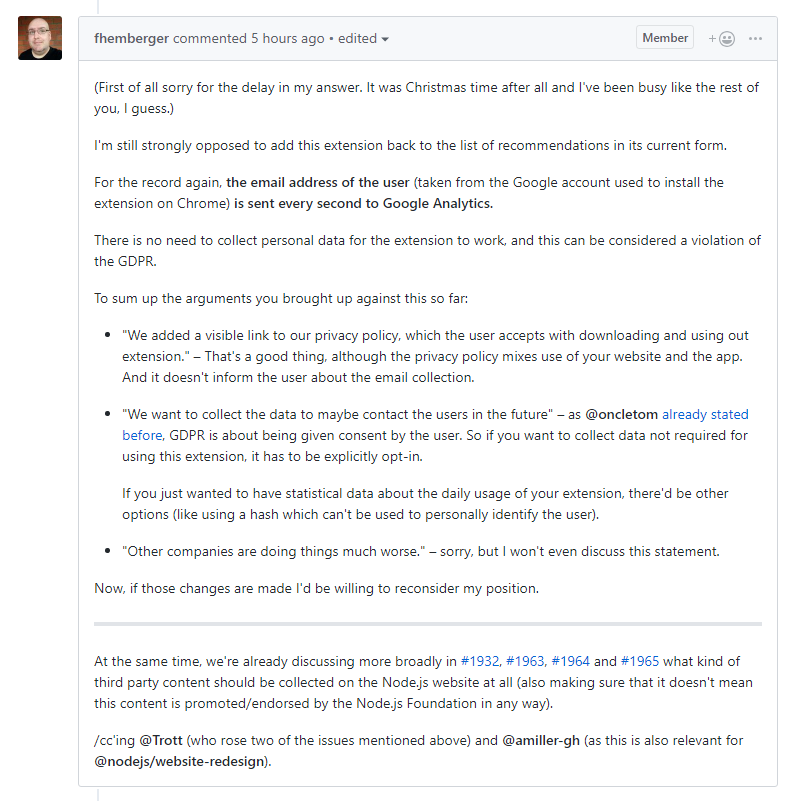 fhemberger commented 5 hours ago • edited
Member
(First of all sorry for the delay in my answer. It was Christmas time after all and I've been busy like the rest of
you, I guess.)
I'm still strongly opposed to add this extension back to the list of recommendations in its current form.
For the record again, the email address of the user (taken from the Google account used to install the
extension on Chrome) is sent every second to Google Analytics.
There is no need to collect personal data for the extension to work, and this can be considered a violation of
the GDPR.
To sum up the arguments you brought up against this so far:
• "We added a visible link to our privacy policy, which the user accepts with downloading and using out
extension." – That's a good thing, although the privacy policy mixes use of your website and the app.
And it doesn't inform the user about the email collection.
• "We want to collect the data to maybe contact the users in the future" – as @oncletom already stated
before, GDPR is about being given consent by the user. So if you want to collect data not required for
using this extension, it has to be explicitly opt-in.
If you just wanted to have statistical data about the daily usage of your extension, there'd be other
options (like using a hash which can't be used to personally identify the user).
• "Other companies are doing things much worse." – sorry, but I won't even discuss this statement.
Now, if those changes are made I'd be willing to reconsider my position.
At the same time, we're already discussing more broadly in #1932, #1963, #1964 and #1965 what kind of
third party content should be collected on the Node.js website at all (also making sure that it doesn't mean
this content is promoted/endorsed by the Node.js Foundation in any way).
/cc'ing @Trott (who rose two of the issues mentioned above) and @amiller-gh (as this is also relevant for
@nodejs/website-redesign).